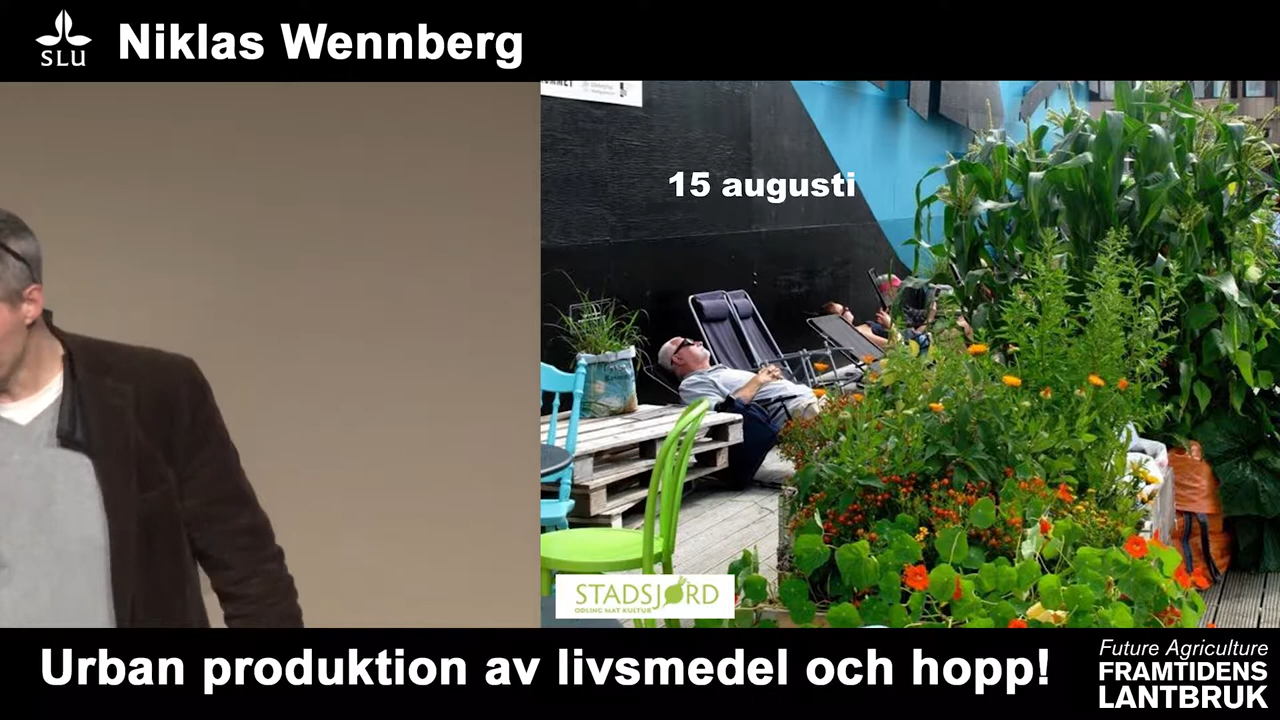 SLU
Niklas Wennberg
15 augusti
STADSJORD
ODLING MAT KULTUR
Urban produktion av livsmedel och hopp!
Future Agriculture
FRAMTIDENS
LANTBRUK